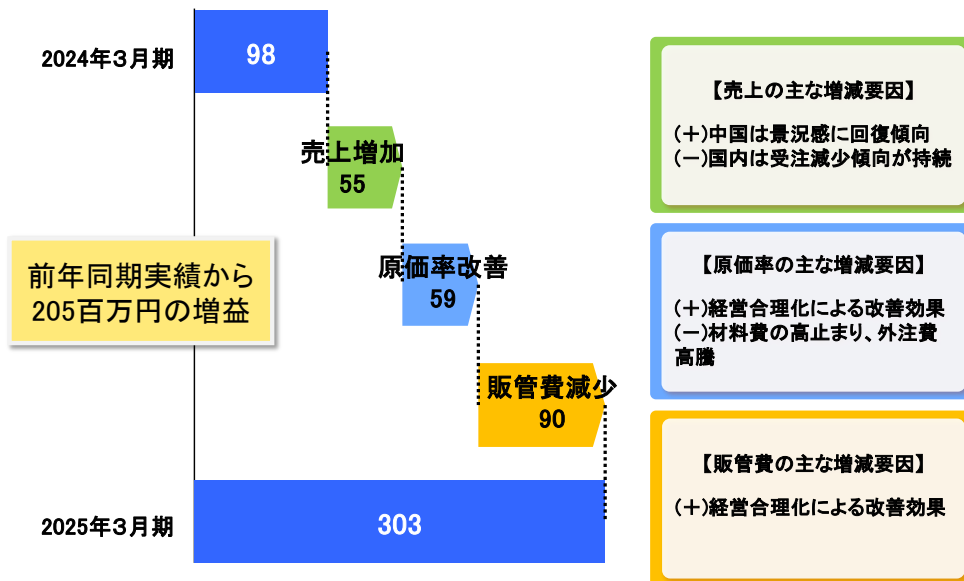 2024年３月期
98
売上増加
55
原価率改善
59
前年同期実績から
205百万円の増益
販管費減少
90
2025年３月期
303
【売上の主な増減要因】
(＋)中国は景況感に回復傾向
(－)国内は受注減少傾向が持続
【原価率の主な増減要因】
(＋)経営合理化による改善効果
(－)材料費の高止まり、外注費
高騰
【販管費の主な増減要因】
(＋)経営合理化による改善効果